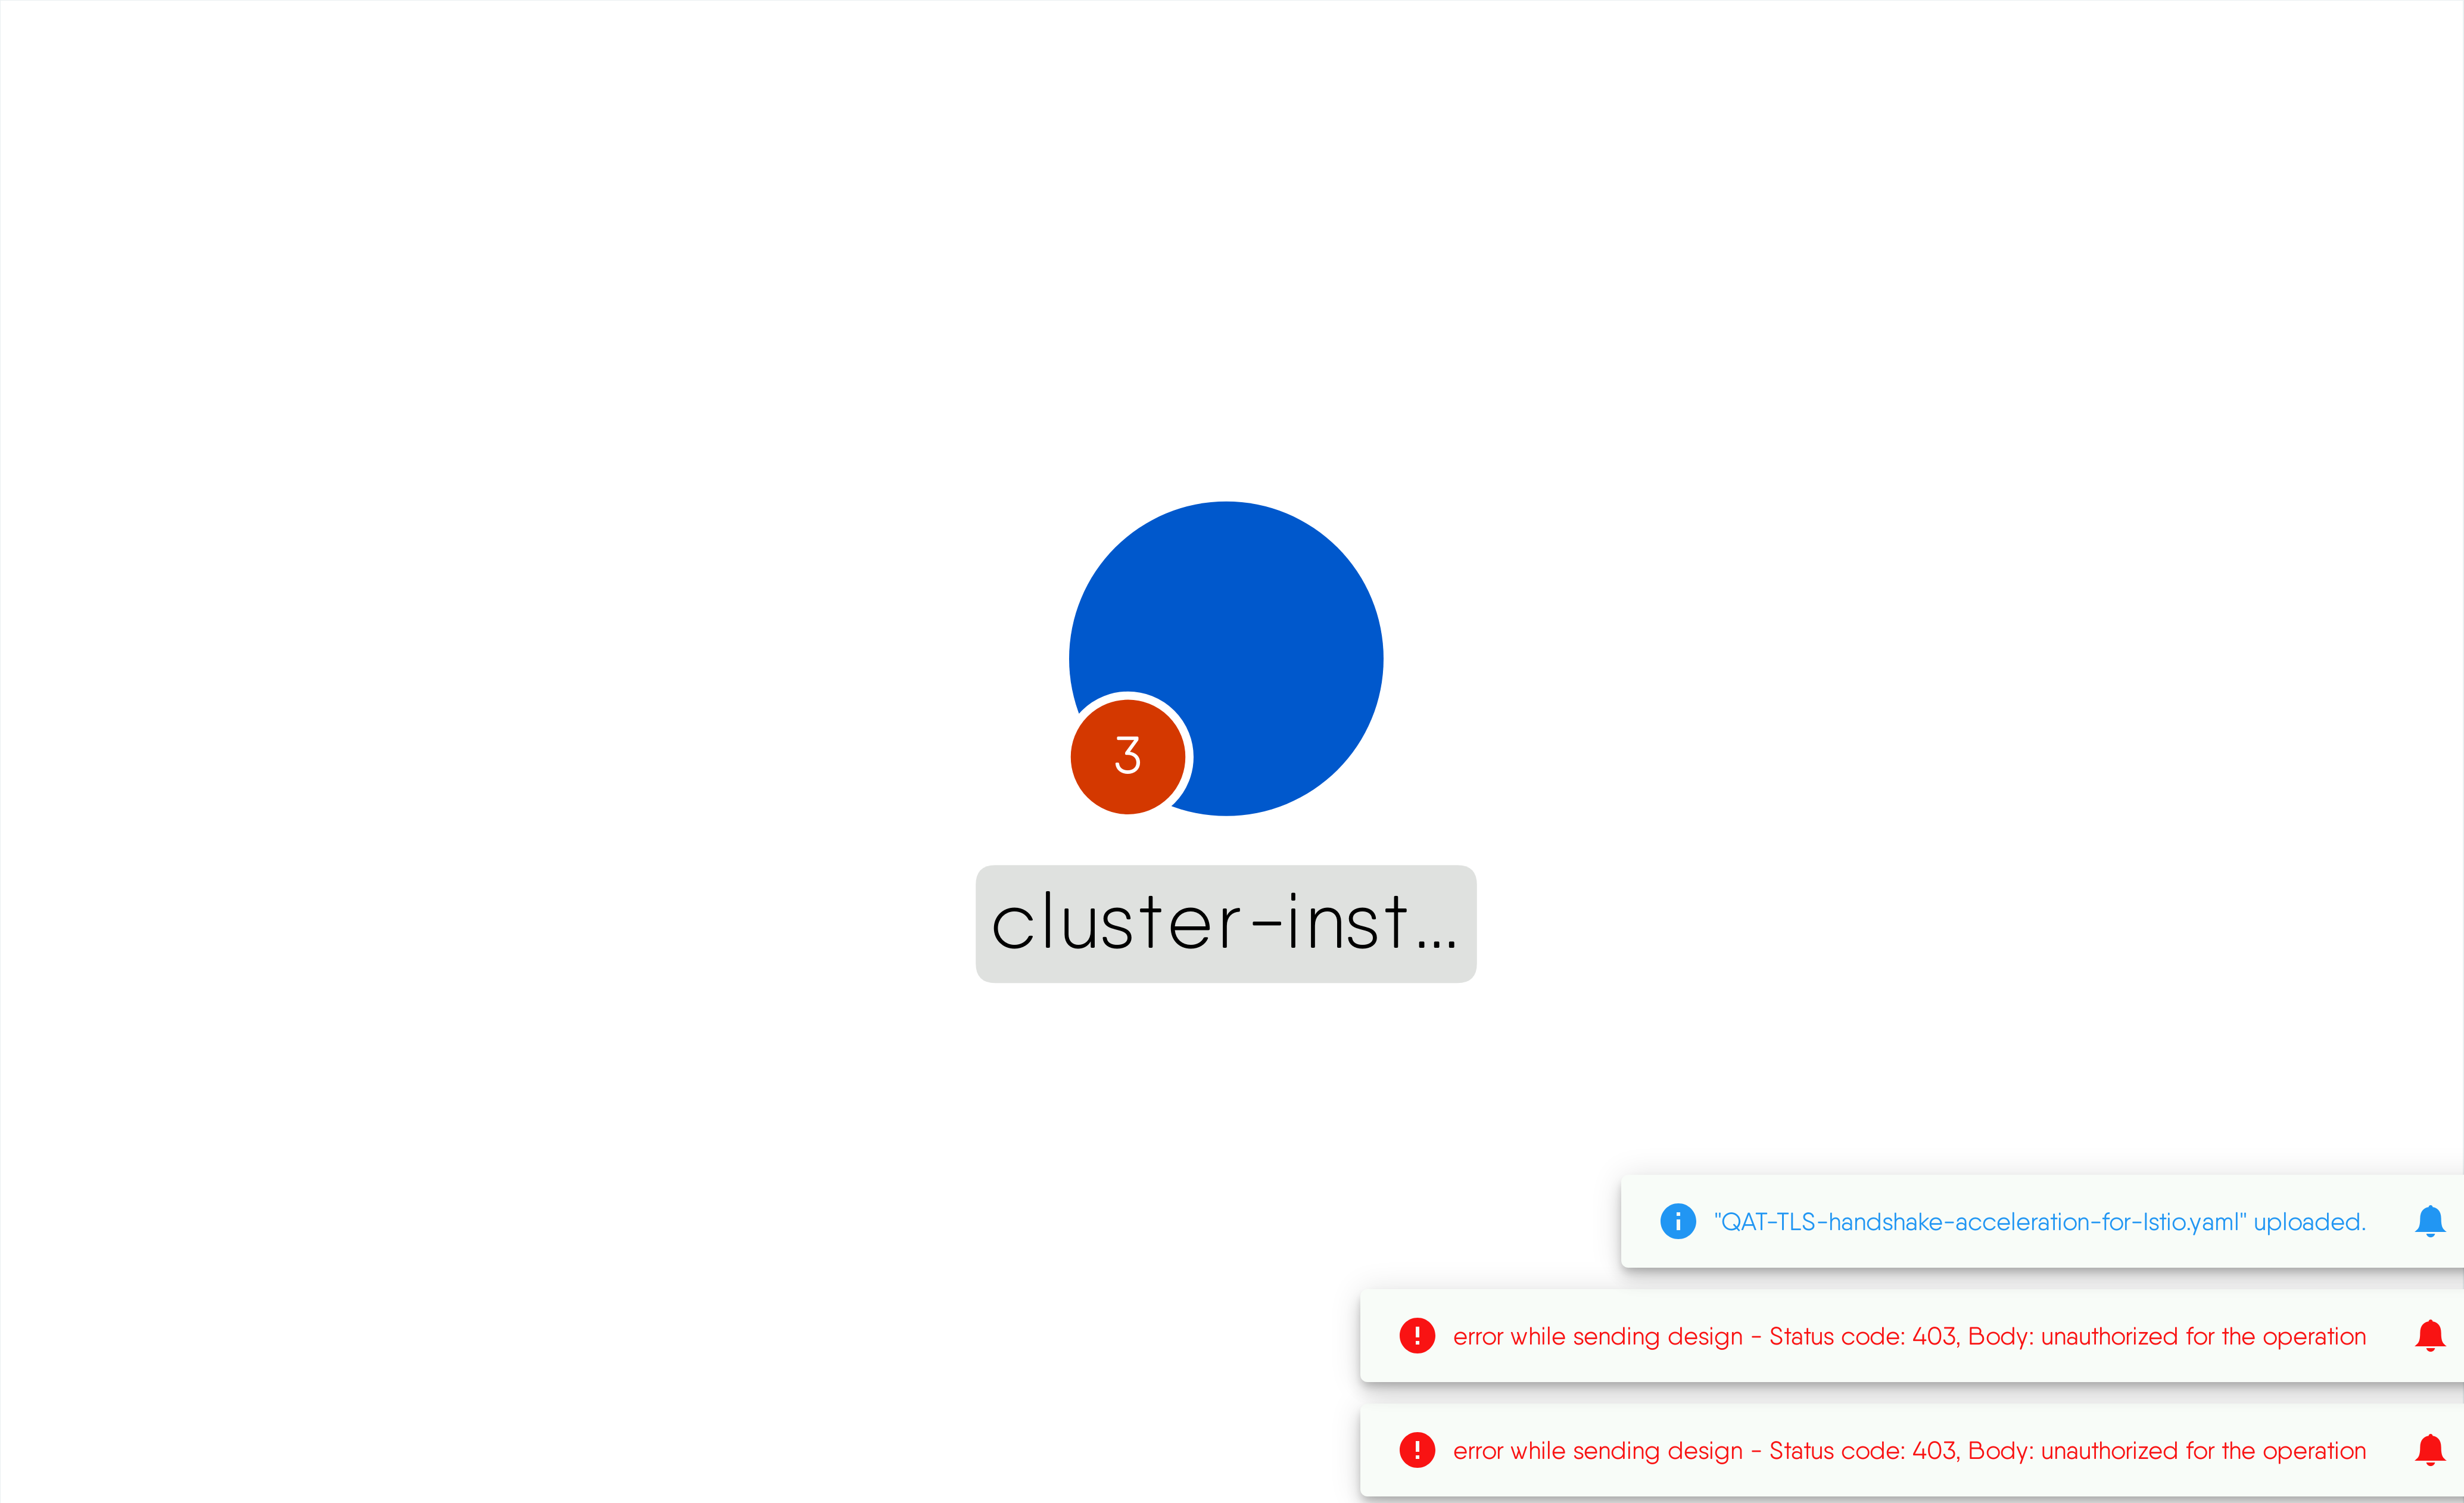 3
cluster-inst...
"QAT-TLS-handshake-acceleration-for-Istio.yaml" uploaded.
error while sending design - Status code: 403, Body: unauthorized for the operation
error while sending design - Status code: 403, Body: unauthorized for the operation